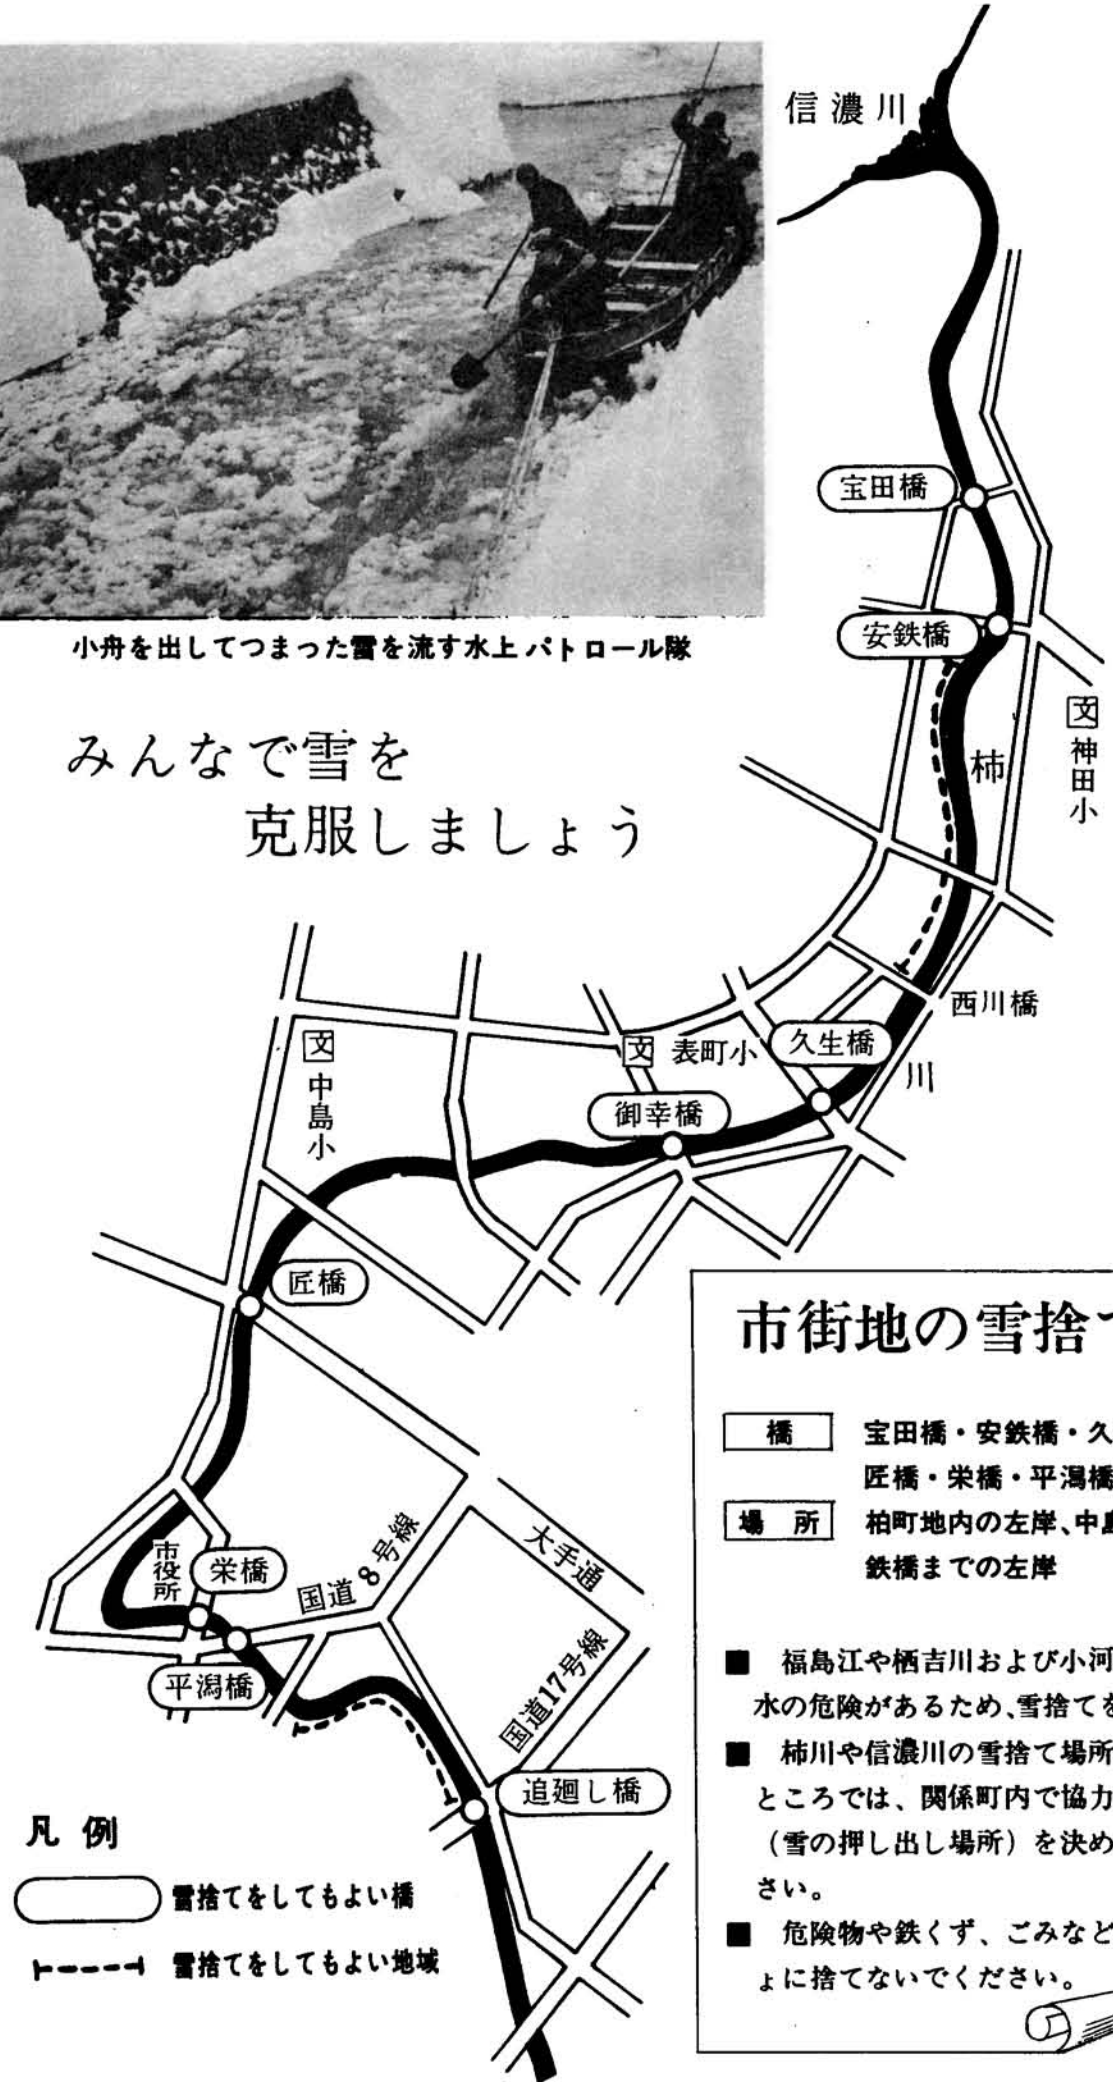 信濃川
小舟を出してつまった雪を流す水上パトロール隊
みんなで雪を
克服しましょう
宝田橋
安鉄橋
文 神田小
柿
西川橋
川
久生橋
文 表町小
御幸橋
文 中島小
匠橋
市役所
栄橋
平潟橋
国道8号線
大手通
国道17号線
追廻し橋
凡例
雪捨てをしてもよい橋
雪捨てをしてもよい地域
市街地の雪捨て
橋 宝田橋・安鉄橋・久
匠橋・栄橋・平潟橋
場所 柏町地内の左岸、中島
鉄橋までの左岸
■ 福島江や栖吉川および小河
水の危険があるため、雪捨てを
■ 柿川や信濃川の雪捨て場所
ところでは、関係町内で協力
（雪の押し出し場所）を決め
さい。
■ 危険物や鉄くず、ごみなど
ょに捨てないでください。